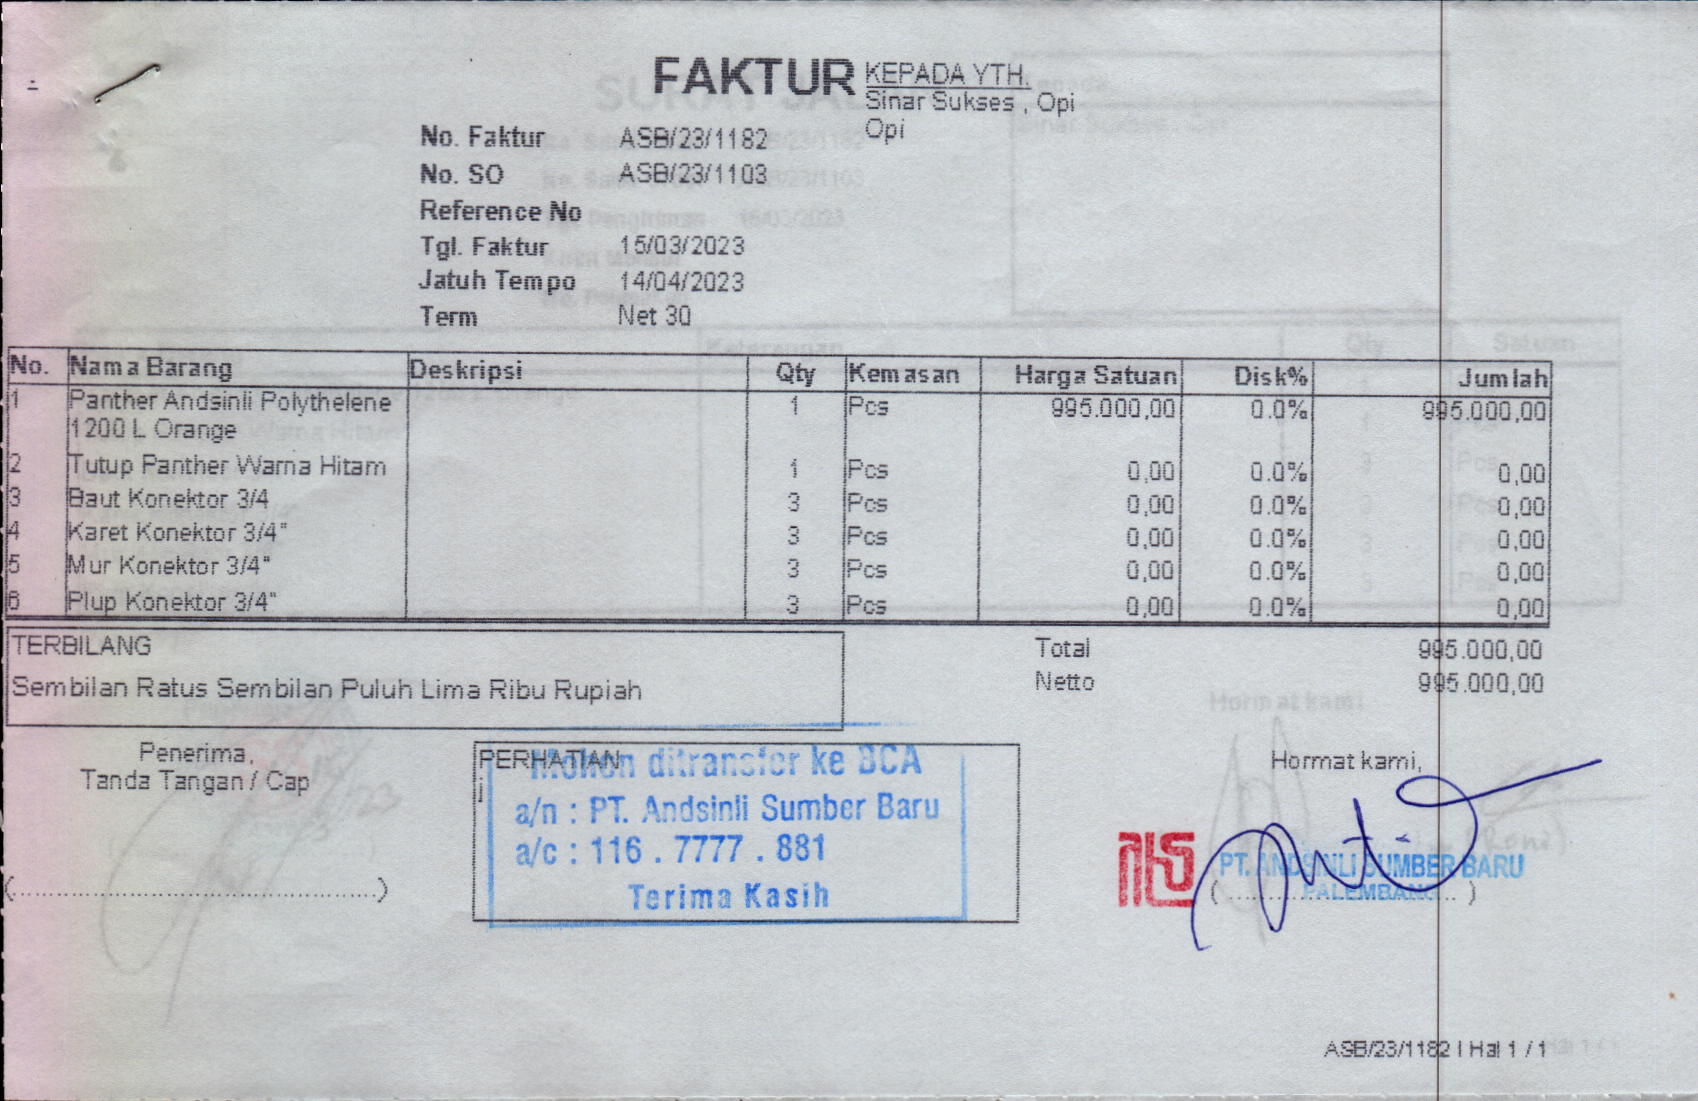 FAKTUR
KEPADA YTH.
Sinar Sukses , Opi
Opi
No. Faktur ASB/23/1182
No. SO ASB/23/1103
Reference No
Tgl. Faktur 15/03/2023
Jatuh Tempo 14/04/2023
Term Net 30
No. Nama Barang Deskripsi Qty Kemasan Harga Satuan Disk% Jumlah
1 Panther Andsinli Polythelene 1 Pcs 995.000,00 0.0% 995.000,00
1200 L Orange
2 Tutup Panther Warna Hitam 1 Pcs 0,00 0.0% 0,00
3 Baut Konektor 3/4 3 Pcs 0,00 0.0% 0,00
4 Karet Konektor 3/4" 3 Pcs 0,00 0.0% 0,00
5 Mur Konektor 3/4" 3 Pcs 0,00 0.0% 0,00
6 Plup Konektor 3/4" 3 Pcs 0,00 0.0% 0,00
TERBILANG
Sembilan Ratus Sembilan Puluh Lima Ribu Rupiah
Total 995.000,00
Netto 995.000,00
Penerima,
Tanda Tangan / Cap
(..................................................)
PERHATIAN
j
Mohon ditransfer ke BCA
a/n : PT. Andsinli Sumber Baru
a/c : 116 . 7777 . 881
Terima Kasih
Hormat kami,
PT. ANDSINLI SUMBER BARU
PALEMBANG
ASB/23/1182 | Hal 1 / 1